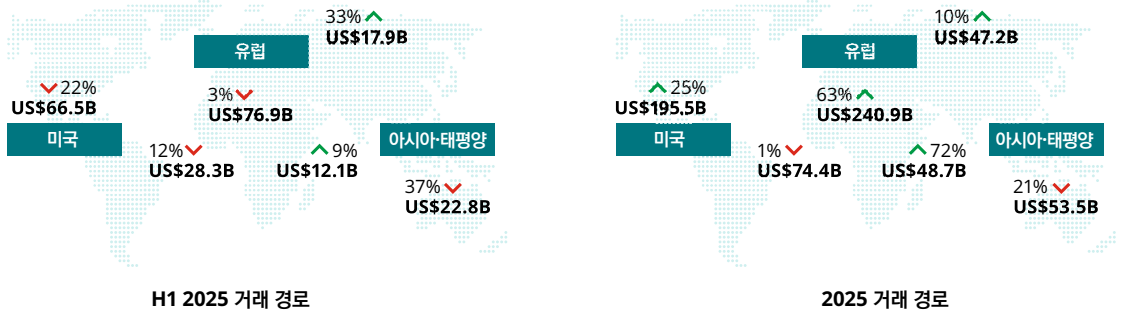 33%
US$17.9B
유럽
22%
US$66.5B
3%
US$76.9B
미국
아시아·태평양
12%
US$28.3B
9%
US$12.1B
37%
US$22.8B
H1 2025 거래 경로
10%
US$47.2B
유럽
25%
US$195.5B
63%
US$240.9B
미국
아시아·태평양
1%
US$74.4B
72%
US$48.7B
21%
US$53.5B
2025 거래 경로